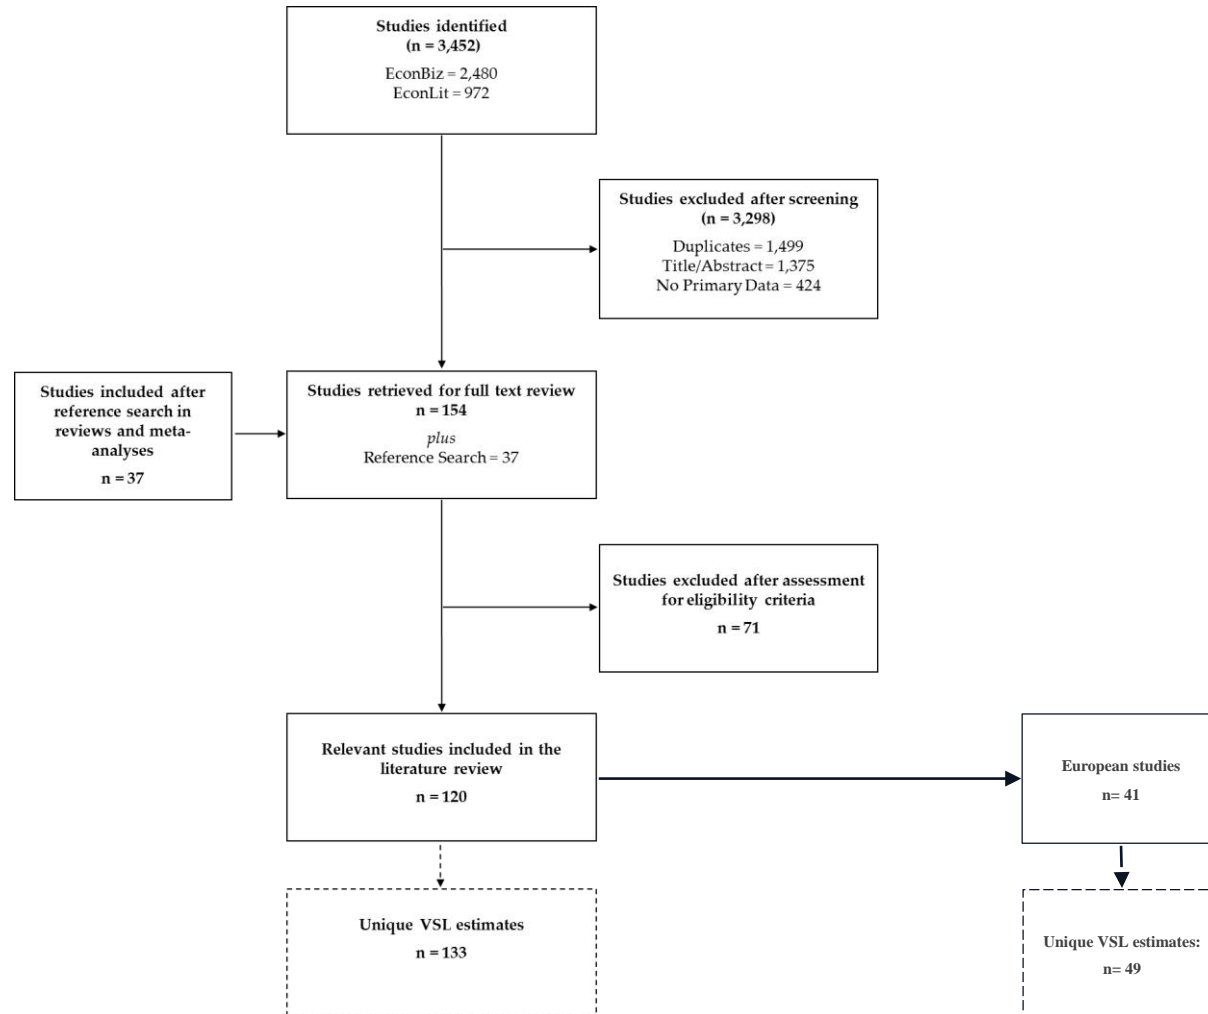 Studies identified
(n = 3,452)
EconBiz = 2,480
EconLit = 972
Studies excluded after screening
(n = 3,298)
Duplicates = 1,499
Title/Abstract = 1,375
No Primary Data = 424
Studies included after
reference search in
reviews and meta-
analyses
n = 37
Studies retrieved for full text review
n = 154
plus
Reference Search = 37
Studies excluded after assessment
for eligibility criteria
n = 71
Relevant studies included in the
literature review
n = 120
European studies
n= 41
Unique VSL estimates
n = 133
Unique VSL estimates:
n= 49